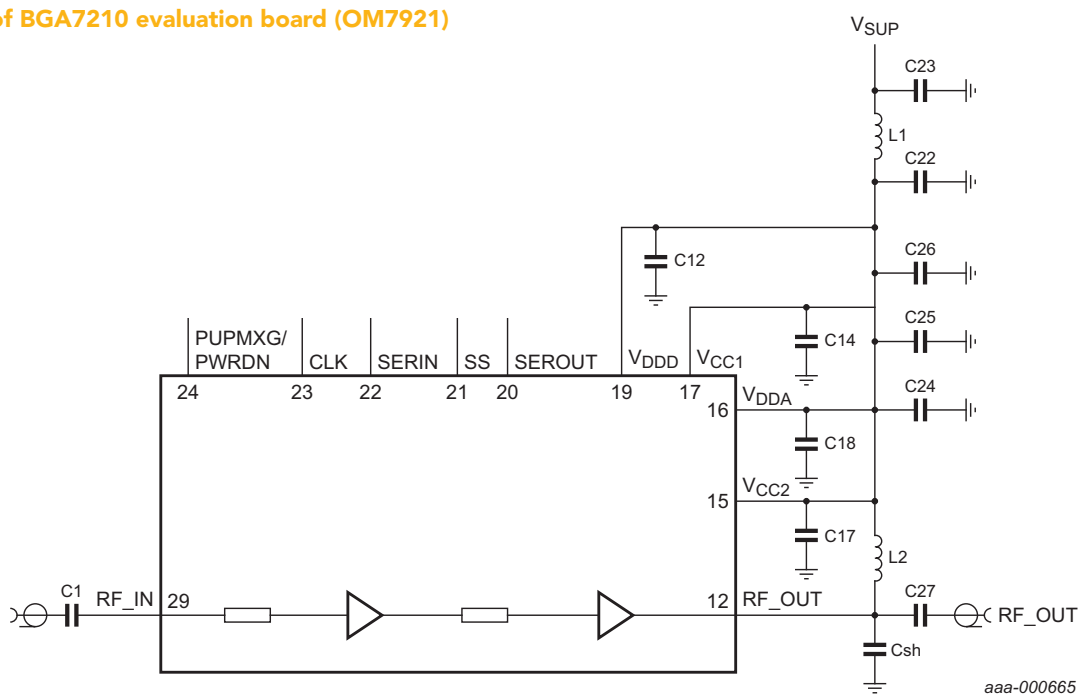 of BGA7210 evaluation board (OM7921)
VSUP
C23
L1
C22
C12
C26
C25
C14
C24
PUPMXG/
PWRDN
CLK
SERIN
SS
SEROUT
VDDD
VCC1
24
23
22
21
20
19
17
16
VDDA
C18
15
VCC2
C17
L2
C1
RF_IN
29
12
RF_OUT
C27
RF_OUT
Csh
aaa-000665